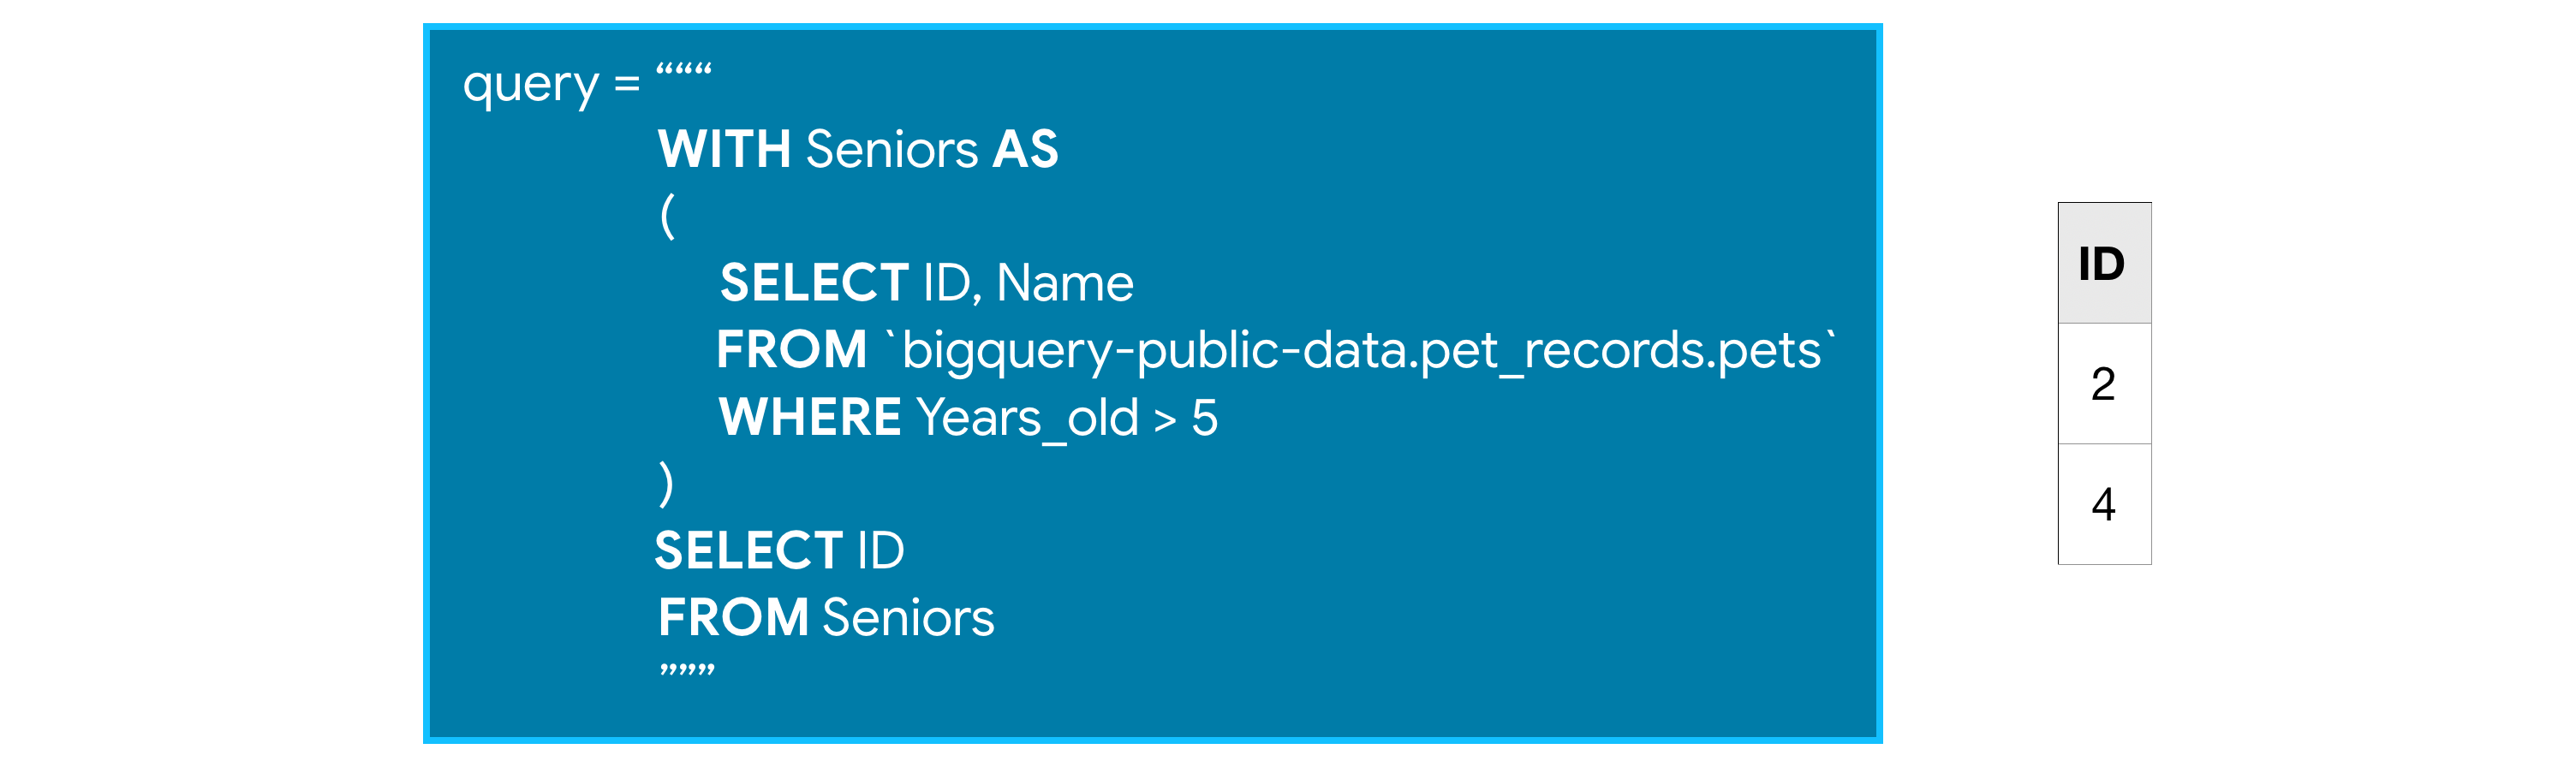 query = “““
WITH Seniors AS
(
SELECT ID, Name
FROM `bigquery-public-data.pet_records.pets`
WHERE Years_old > 5
)
SELECT ID
FROM Seniors
”””
ID
2
4